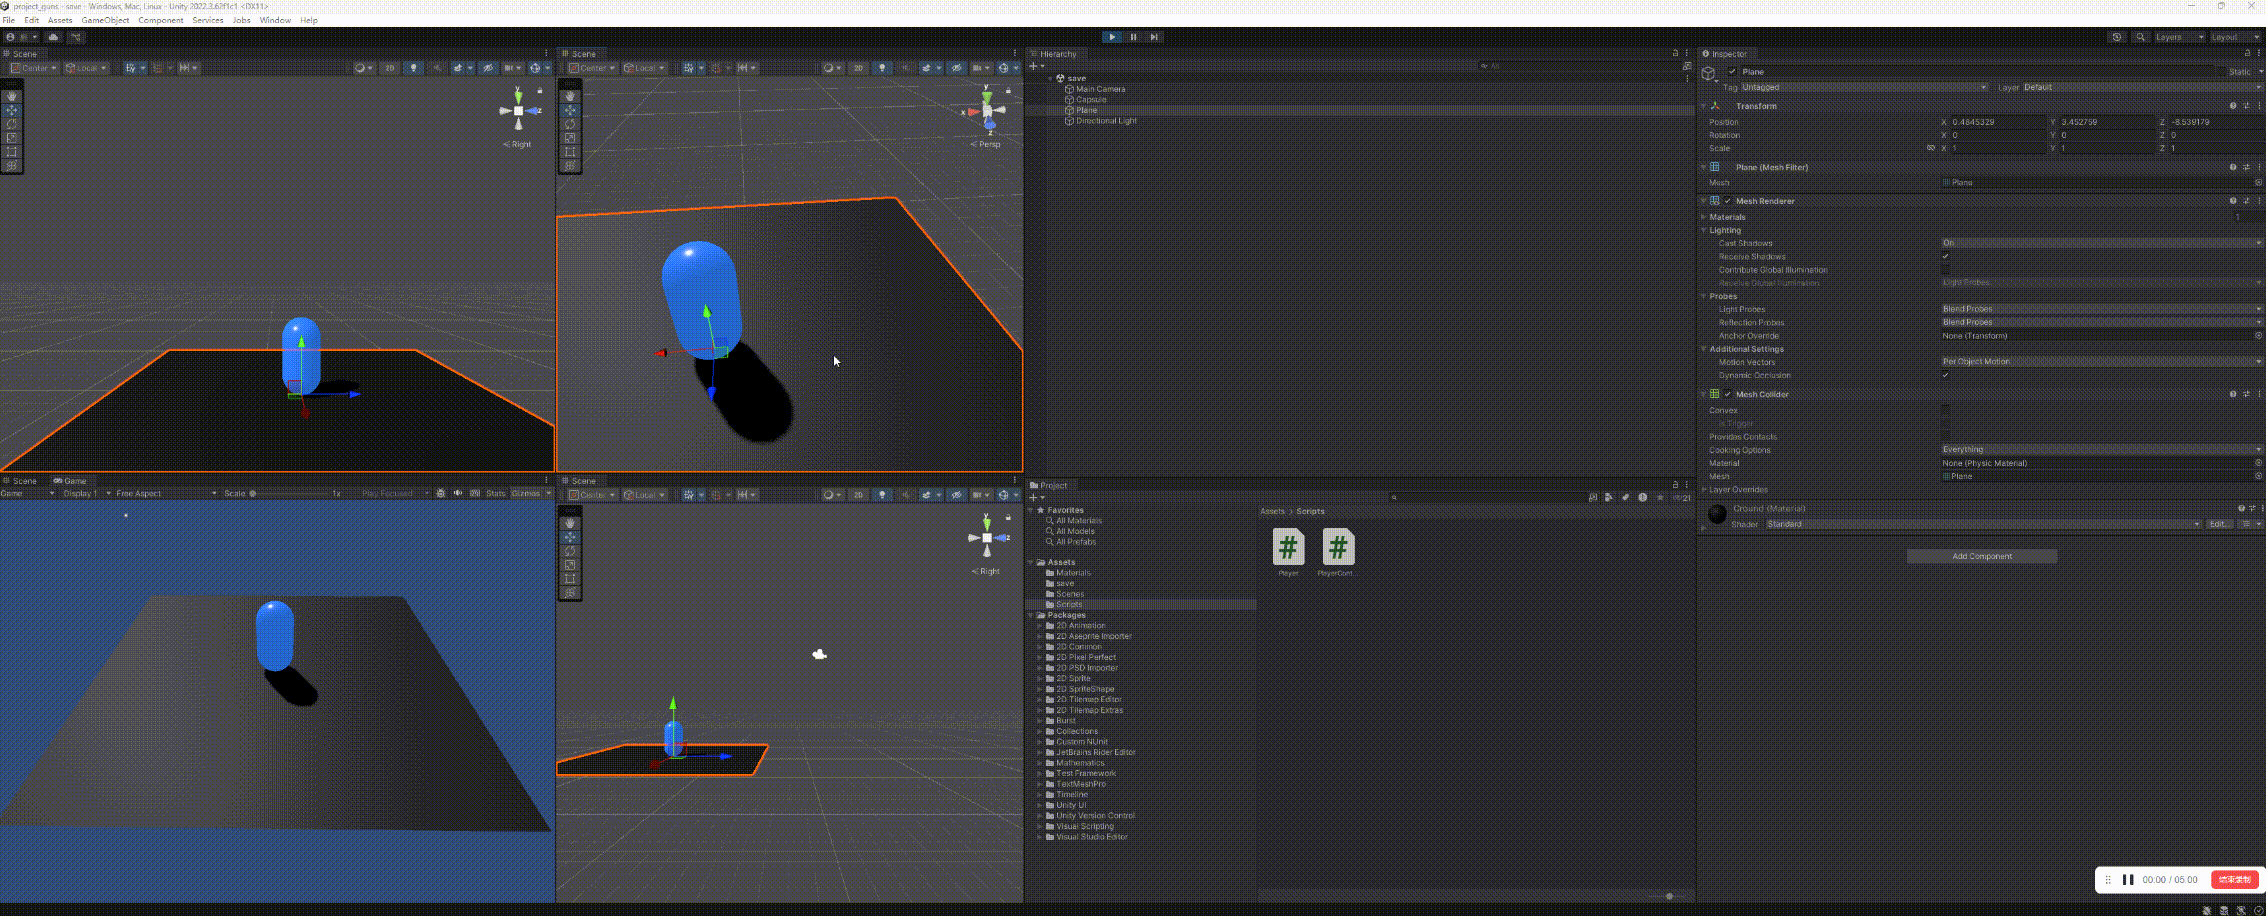 project_guns - save - Windows, Mac, Linux - Unity 2022.3.62f1c1 <DX11>
File Edit Assets GameObject Component Services Jobs Window Help
Layers Layout
Scene
Center Local 2D
y z
Right
Scene
Center Local 2D
y x z
Persp
Scene Game
Game Display 1 Free Aspect Scale 1x Play Focused Stats Gizmos
Scene
Center Local 2D
y z
Right
Hierarchy
All
save
Main Camera
Capsule
Plane
Directional Light
Project
21
Favorites
All Materials
All Models
All Prefabs
Assets
Materials
save
Scenes
Scripts
Packages
2D Animation
2D Aseprite Importer
2D Common
2D Pixel Perfect
2D PSD Importer
2D Sprite
2D SpriteShape
2D Tilemap Editor
2D Tilemap Extras
Burst
Collections
Custom NUnit
JetBrains Rider Editor
Mathematics
Test Framework
TextMeshPro
Timeline
Unity UI
Unity Version Control
Visual Scripting
Visual Studio Editor
Assets > Scripts
# #
Player PlayerCont...
Inspector
Plane Static
Tag Untagged Layer Default
Transform
Position X 0.4845329 Y 3.452759 Z -8.539179
Rotation X 0 Y 0 Z 0
Scale X 1 Y 1 Z 1
Plane (Mesh Filter)
Mesh Plane
Mesh Renderer
Materials 1
Lighting
Cast Shadows On
Receive Shadows
Contribute Global Illumination
Receive Global Illumination Light Probes
Probes
Light Probes Blend Probes
Reflection Probes Blend Probes
Anchor Override None (Transform)
Additional Settings
Motion Vectors Per Object Motion
Dynamic Occlusion
Mesh Collider
Convex
Is Trigger
Provides Contacts
Cooking Options Everything
Material None (Physic Material)
Mesh Plane
Layer Overrides
Ground (Material)
Shader Standard Edit...
Add Component
00:00 / 05:00 结束录制